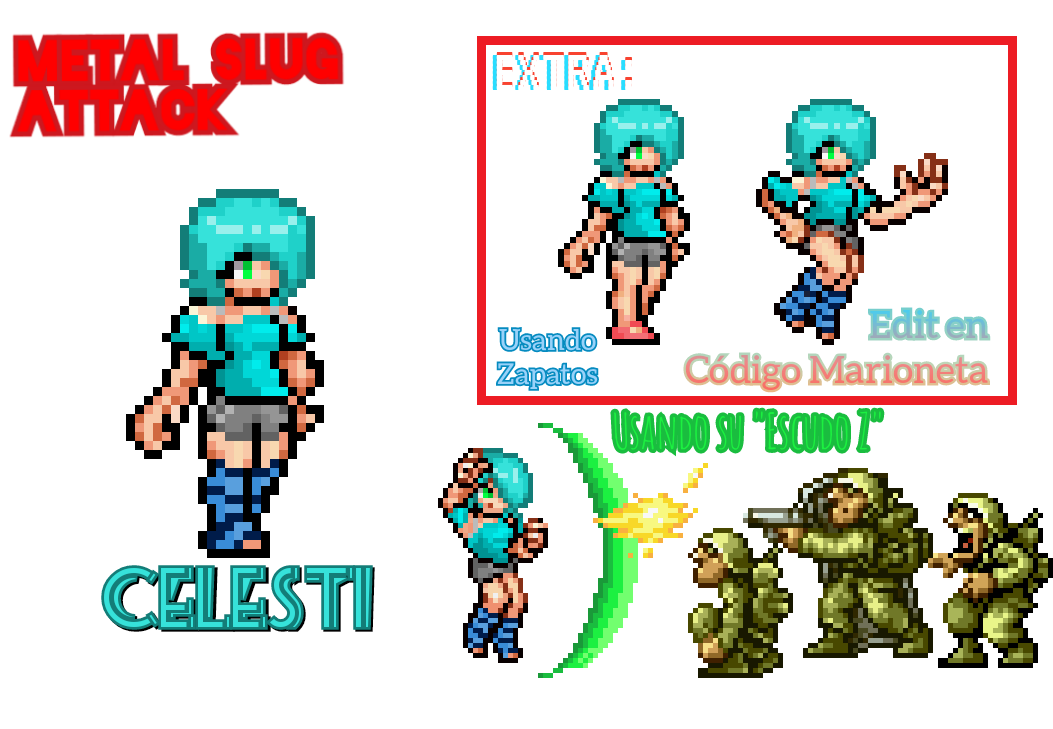 METAL SLUG
ATTACK
EXTRA:
Usando
Zapatos
Edit en
Código Marioneta
Usando su "Escudo Z"
CELESTI